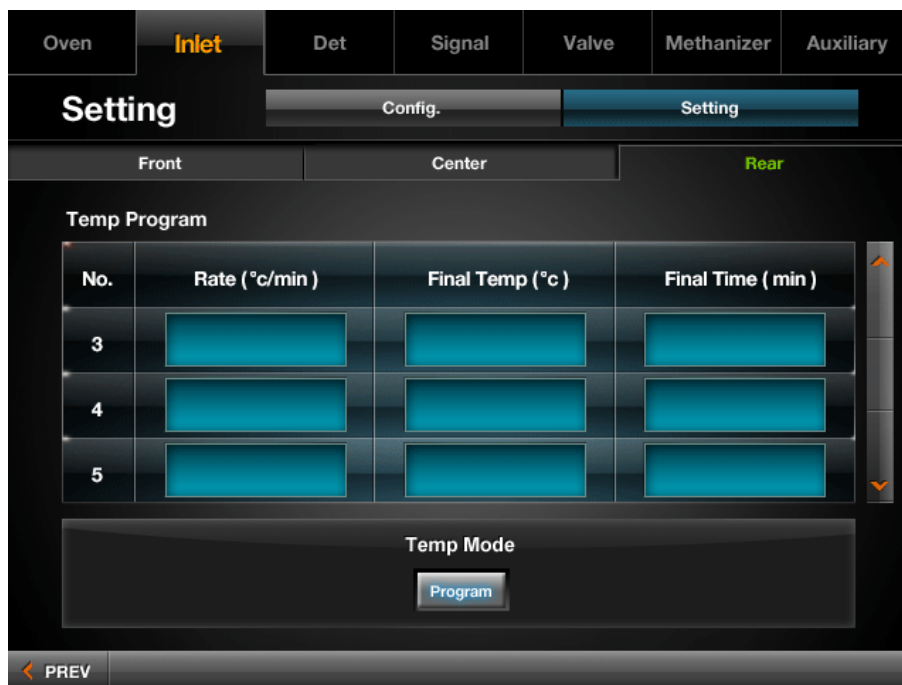 Oven Inlet Det Signal Valve Methanizer Auxiliary
Setting Config. Setting
Front Center Rear
Temp Program
No. Rate (°c/min ) Final Temp (°c ) Final Time ( min )
3
4
5
Temp Mode
Program
PREV